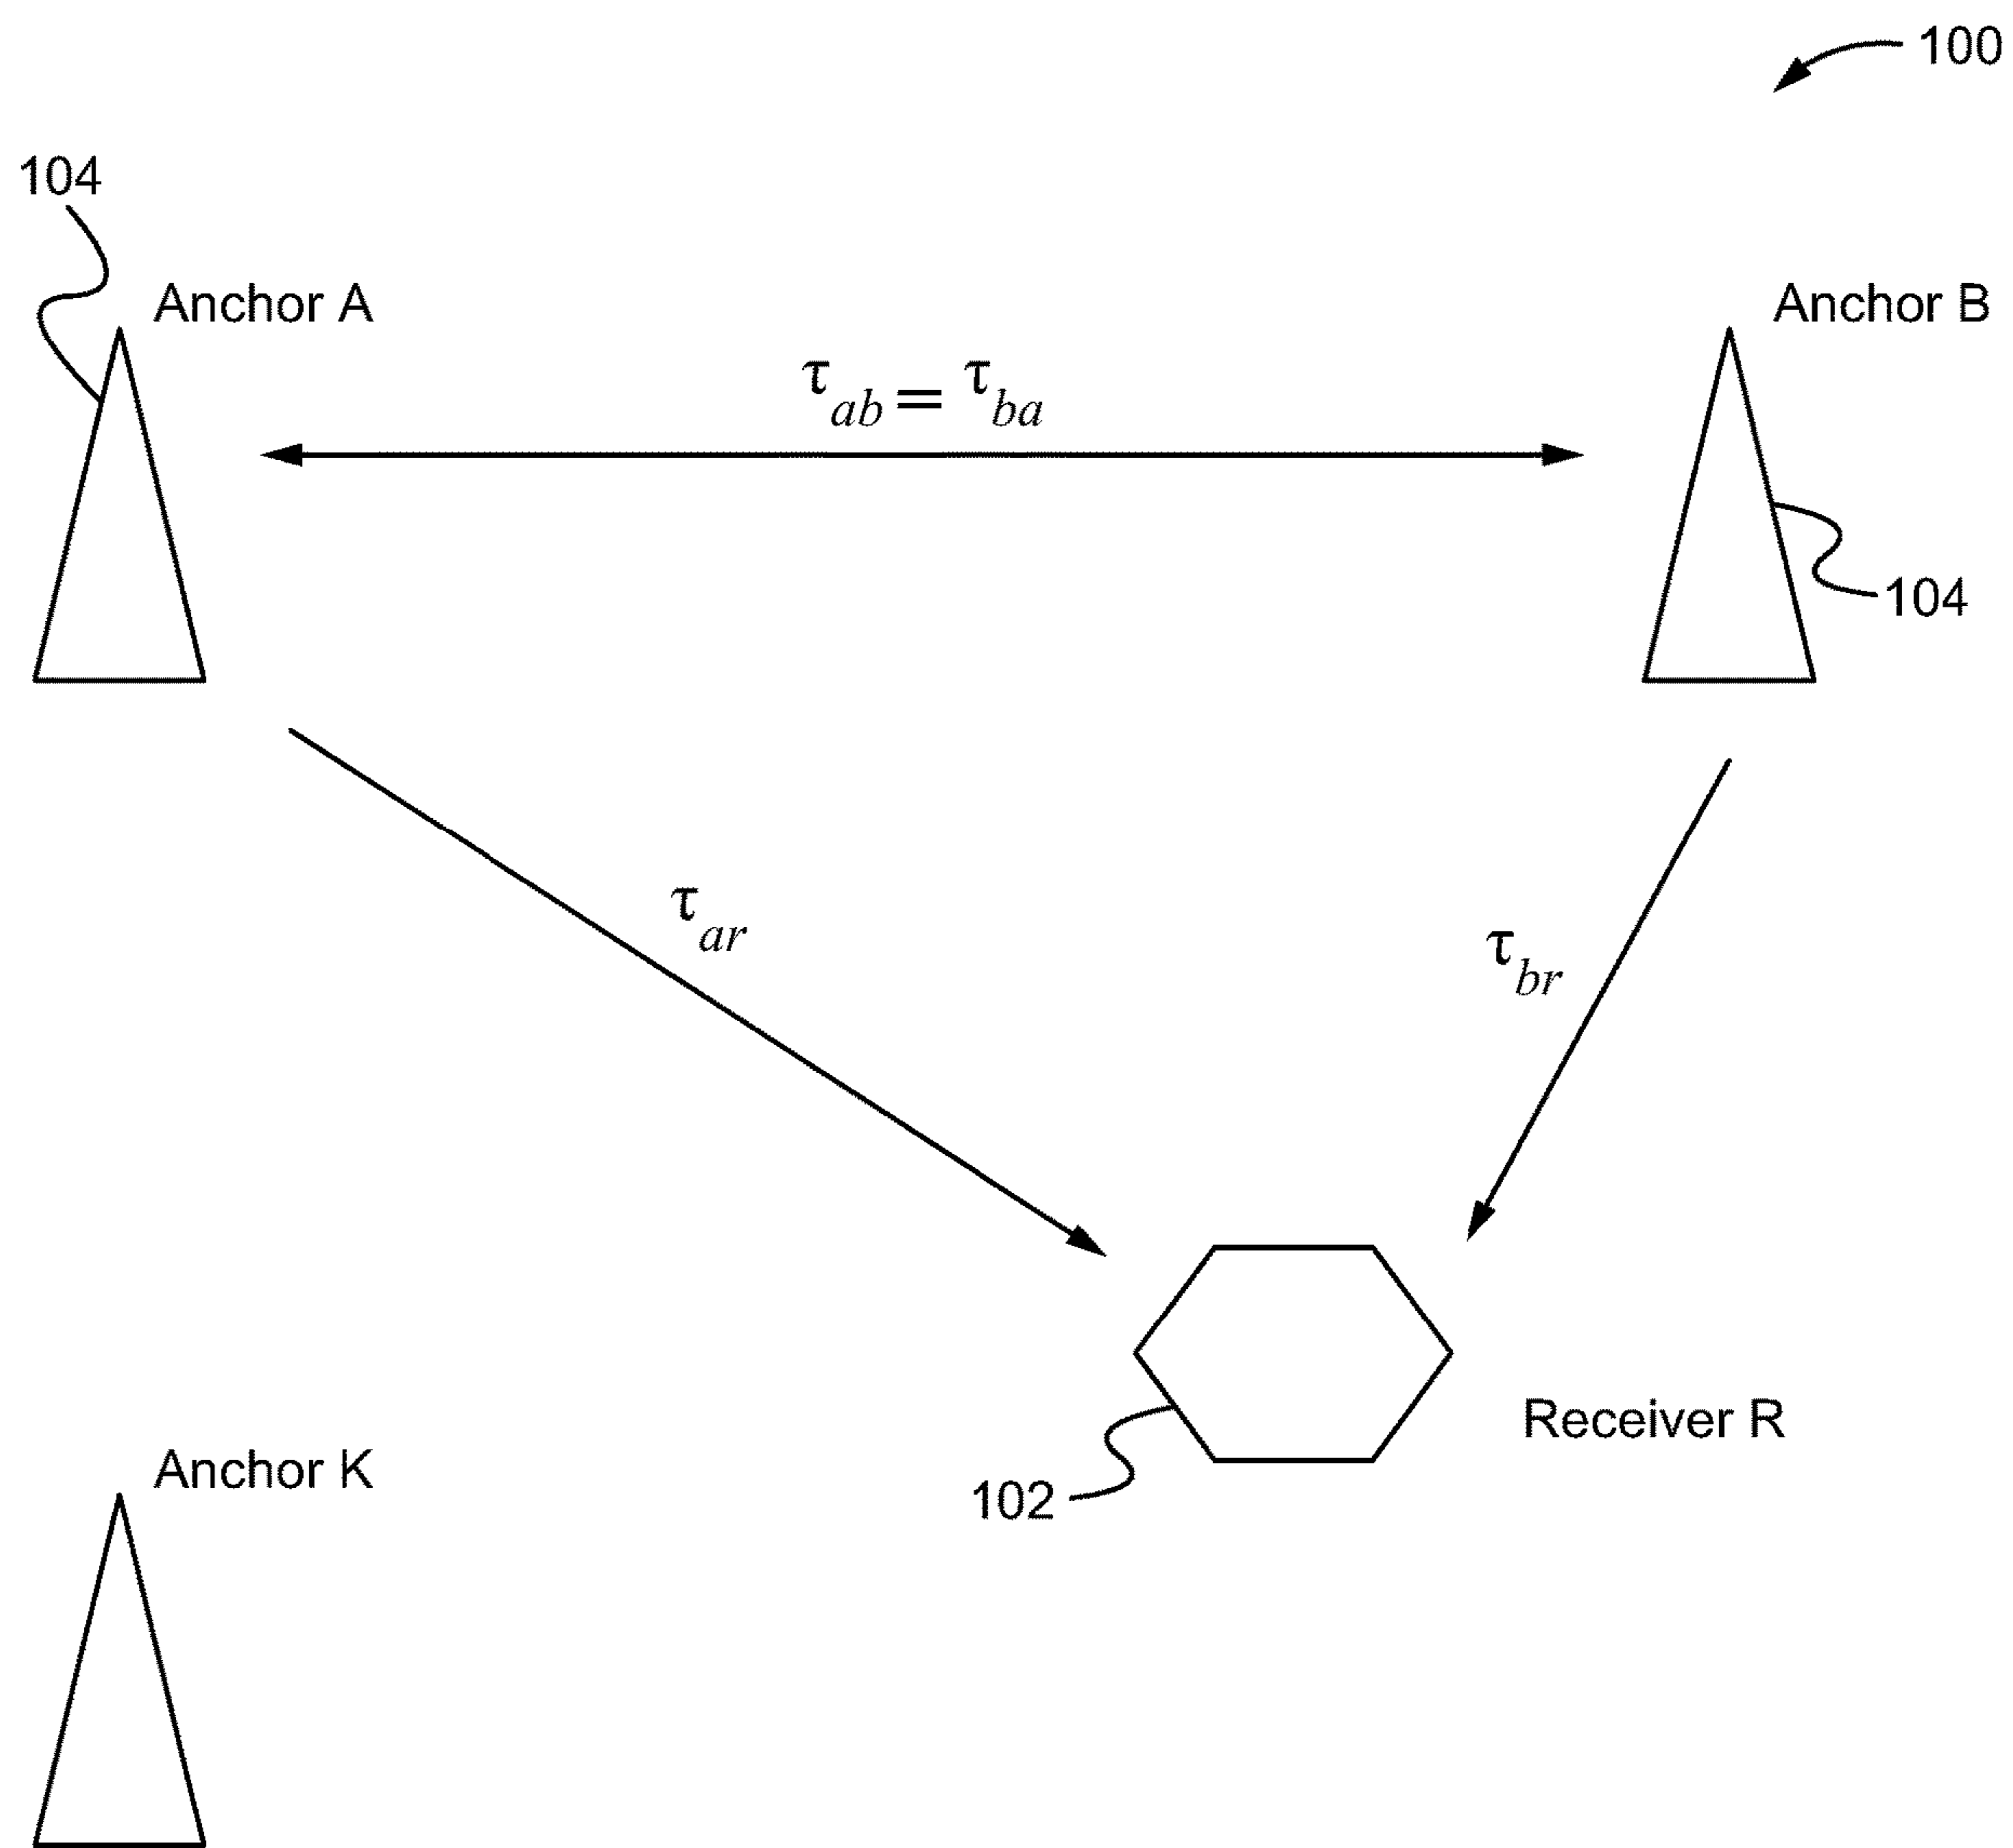 100
104
Anchor A
Anchor B
τab = τba
104
τar
τbr
Receiver R
Anchor K
102